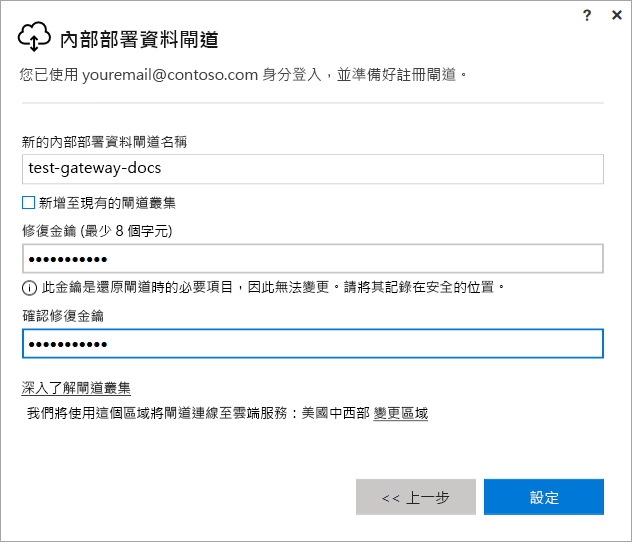 ? ×
內部部署資料閘道
您已使用 youremail@contoso.com 身分登入，並準備好註冊閘道。
新的內部部署資料閘道名稱
test-gateway-docs
新增至現有的閘道叢集
修復金鑰 (最少 8 個字元)
●●●●●●●●●●●
此金鑰是還原閘道時的必要項目，因此無法變更。請將其記錄在安全的位置。
確認修復金鑰
●●●●●●●●●●●
深入了解閘道叢集
我們將使用這個區域將閘道連線至雲端服務：美國中西部 變更區域
<< 上一步 設定